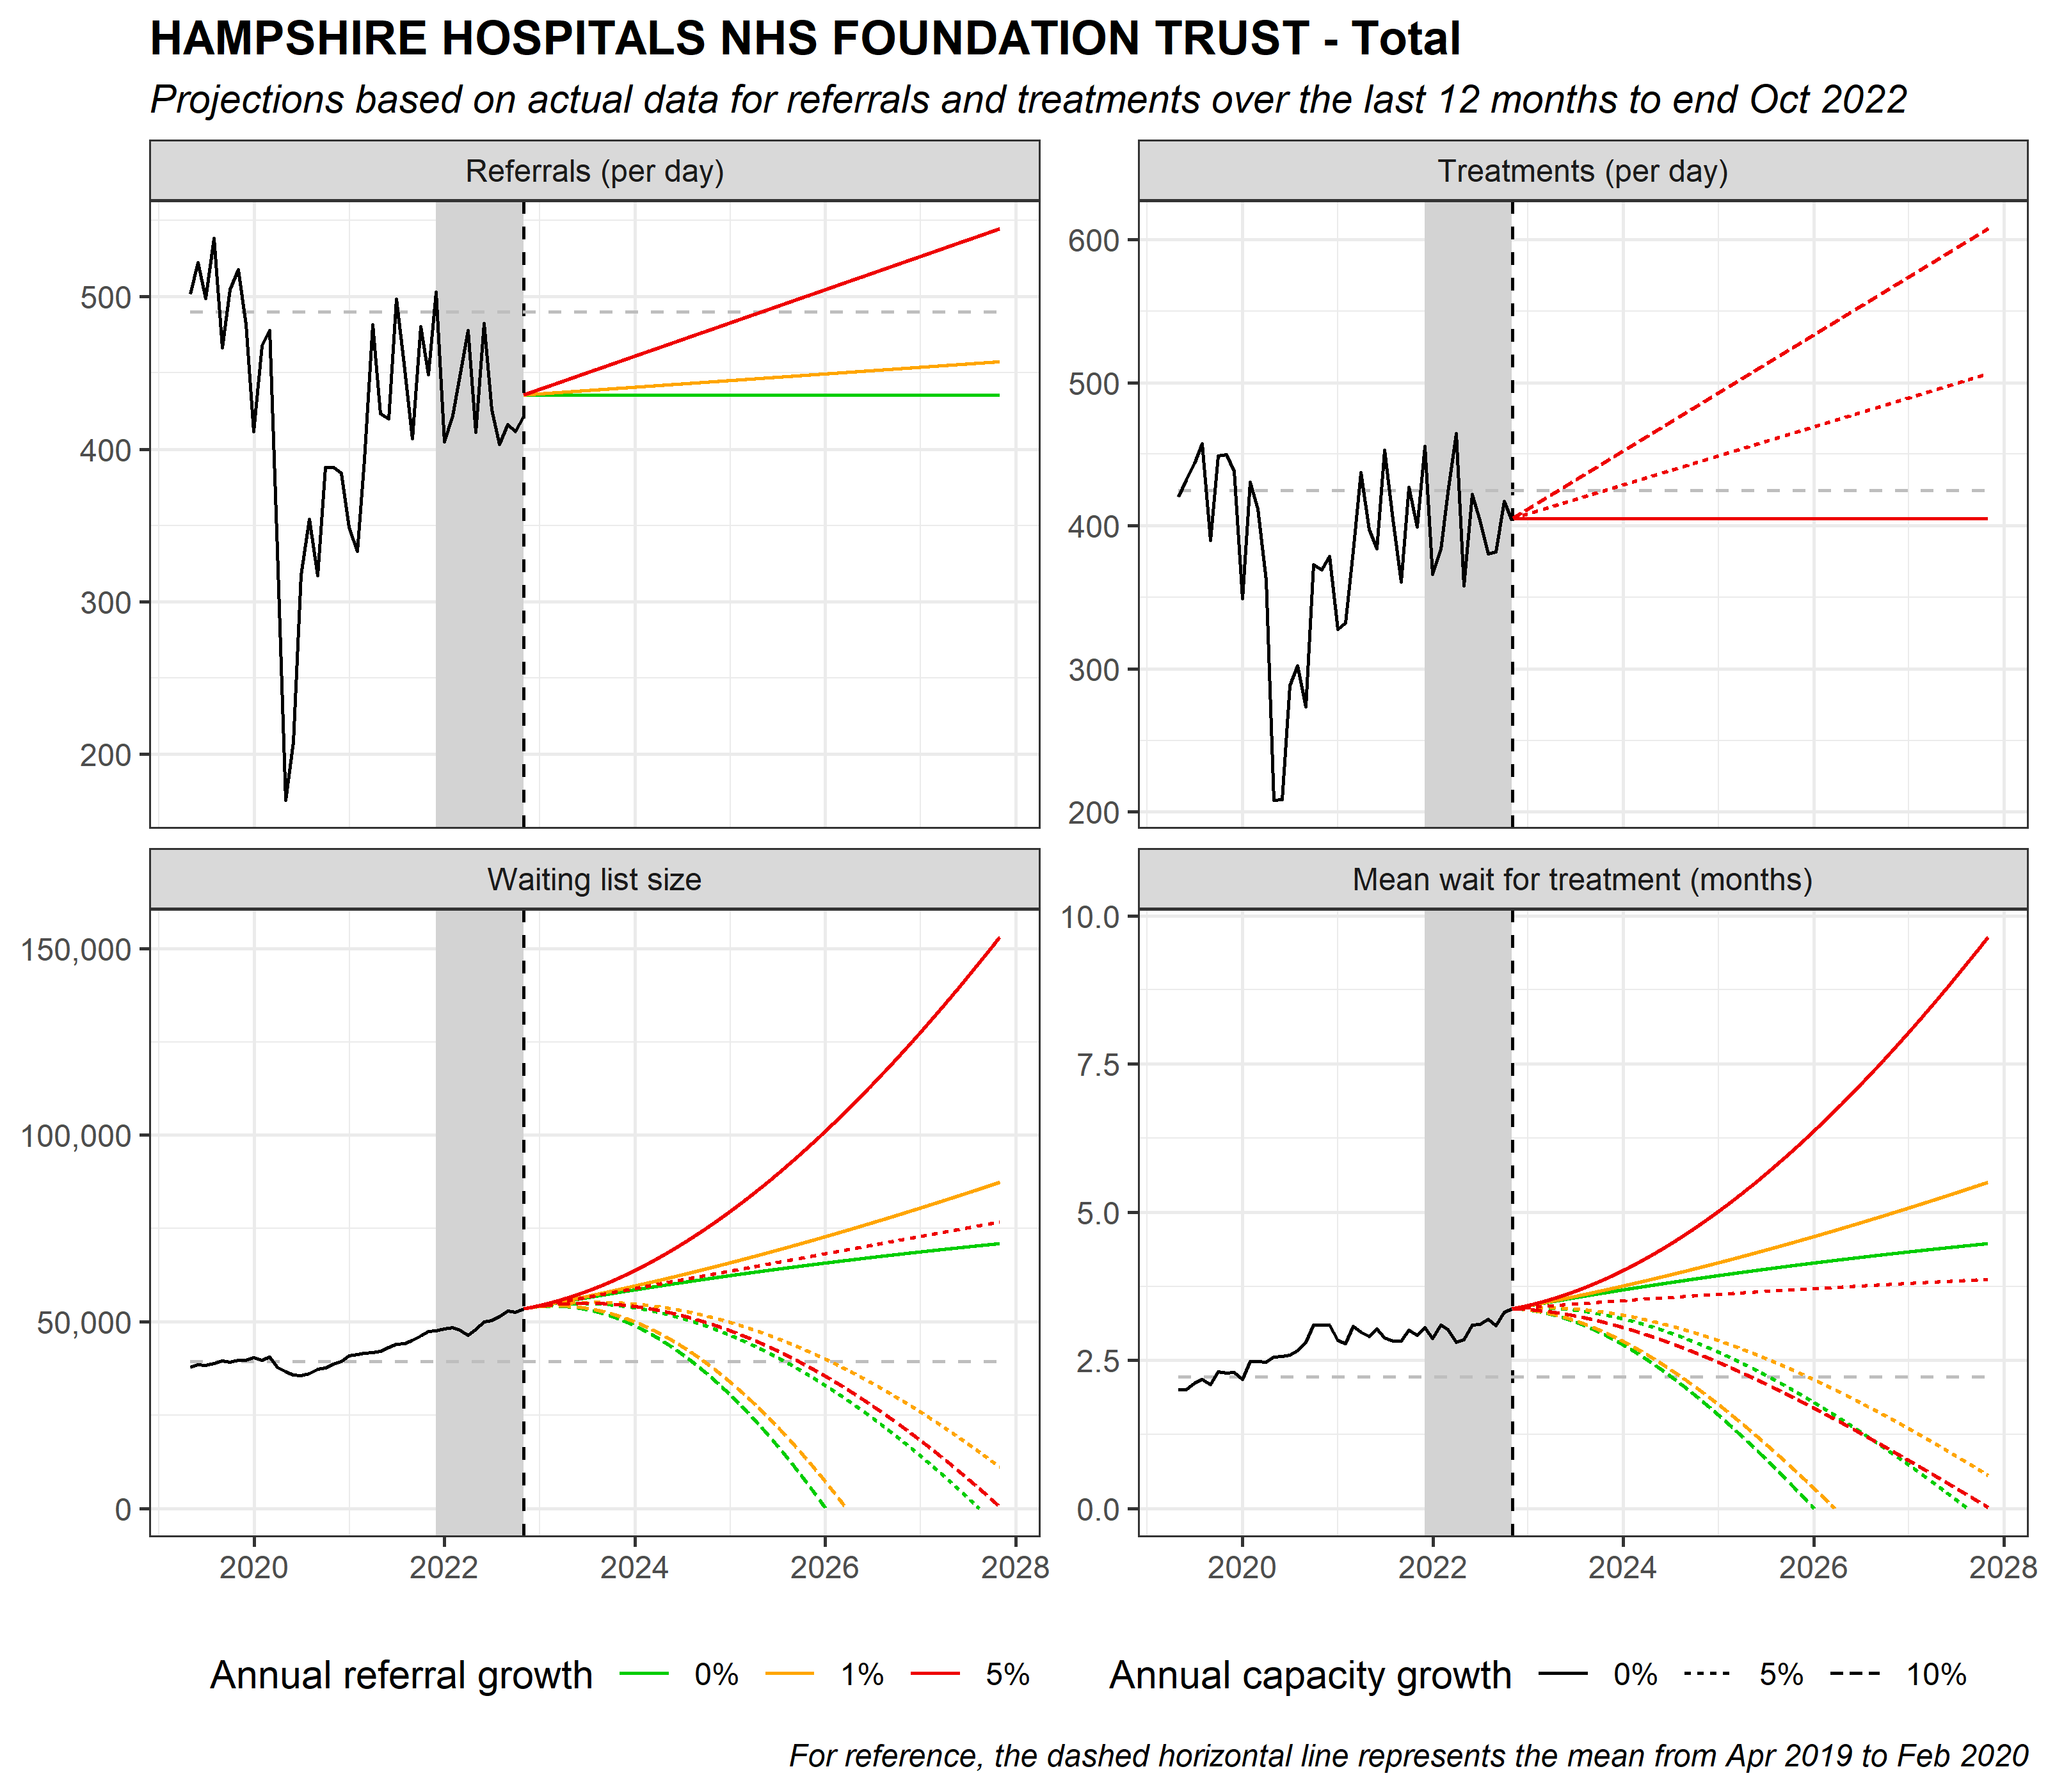 HAMPSHIRE HOSPITALS NHS FOUNDATION TRUST - Total
Projections based on actual data for referrals and treatments over the last 12 months to end Oct 2022
Referrals (per day)
500
400
300
200
Treatments (per day)
600
500
400
300
200
Waiting list size
150,000
100,000
50,000
0
2020 2022 2024 2026 2028
Mean wait for treatment (months)
10.0
7.5
5.0
2.5
0.0
2020 2022 2024 2026 2028
Annual referral growth 0% 1% 5%
Annual capacity growth 0% 5% 10%
For reference, the dashed horizontal line represents the mean from Apr 2019 to Feb 2020